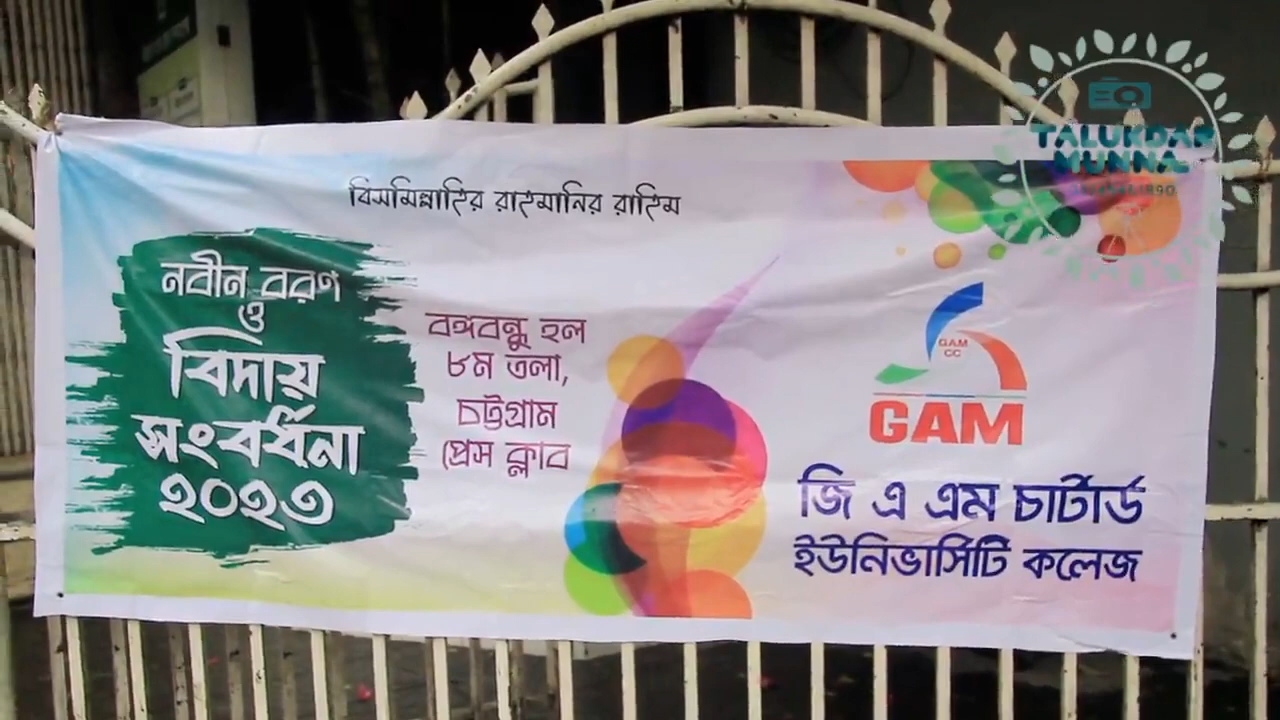 বিসমিল্লাহির রাহমানির রাহিম
নবীন বরণ
ও
বিদায়
সংবর্ধনা
২০২৩
বঙ্গবন্ধু হল
৮ম তলা,
চট্টগ্রাম
প্রেস ক্লাব
GAM
CC
GAM
জি এ এম চার্টার্ড
ইউনিভার্সিটি কলেজ
TALUKDAR
MUNNA